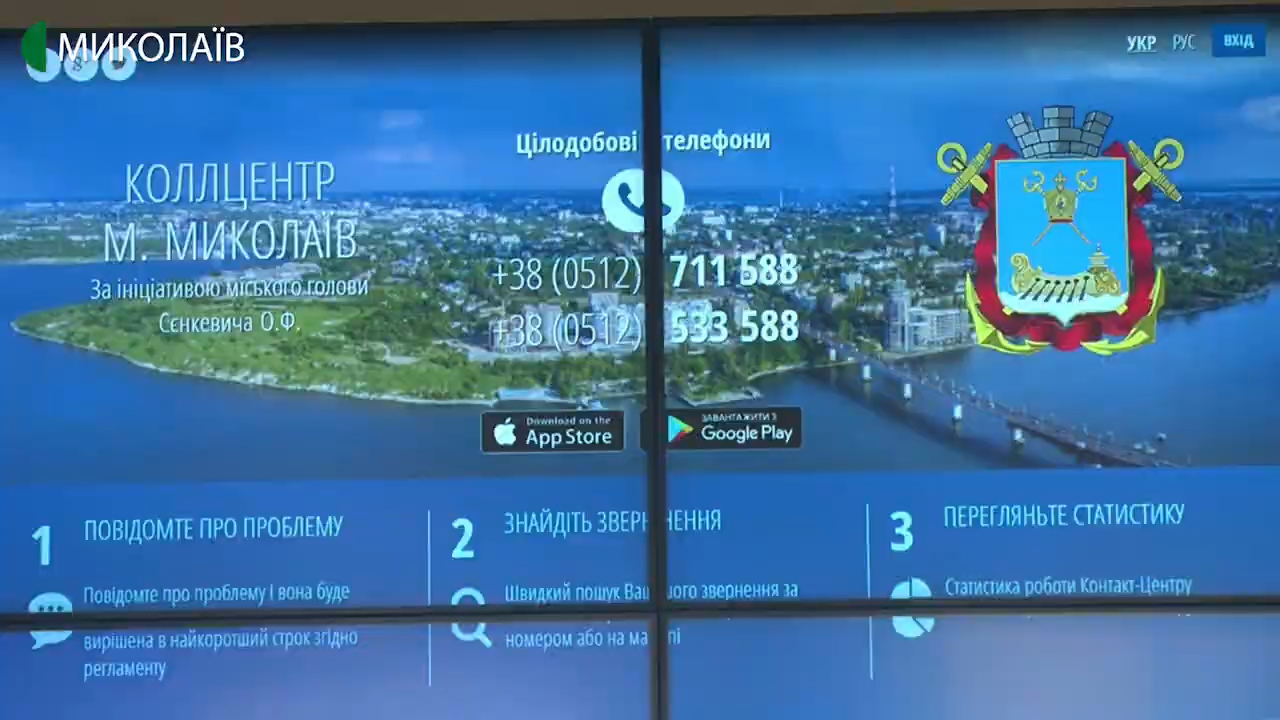 МИКОЛАЇВ
УКР РУС ВХІД
КОЛЛЦЕНТР
М. МИКОЛАЇВ
За ініціативою міського голови
Сєнкевича О.Ф.
Цілодобові телефони
+38 (0512) 711 588
+38 (0512) 533 588
Download on the
App Store
ЗАВАНТАЖИТИ З
Google Play
1 ПОВІДОМТЕ ПРО ПРОБЛЕМУ
Повідомте про проблему і вона буде
вирішена в найкоротший строк згідно
регламенту
2 ЗНАЙДІТЬ ЗВЕРНЕННЯ
Швидкий пошук Вашого звернення за
номером або на мапі
3 ПЕРЕГЛЯНЬТЕ СТАТИСТИКУ
Статистика роботи Контакт-Центру